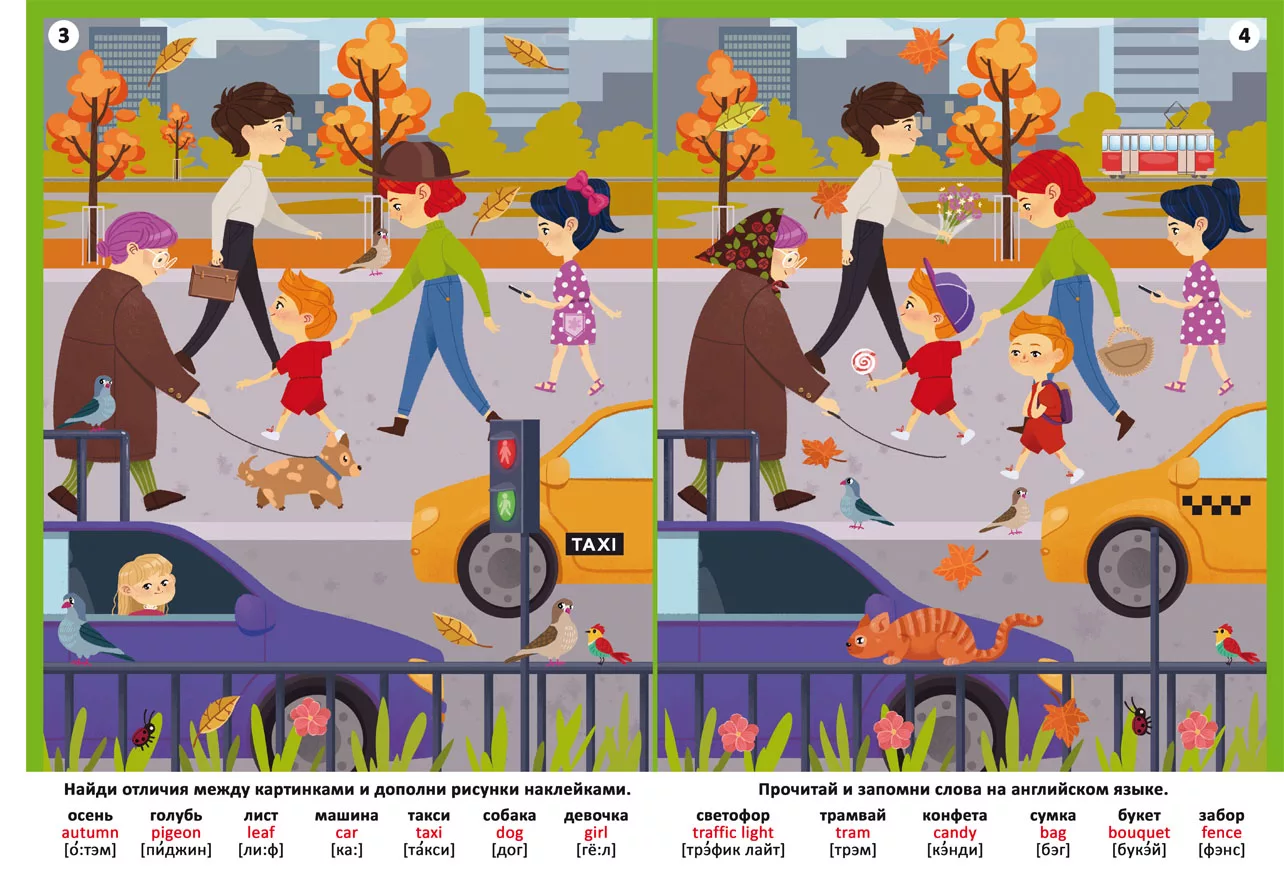 3
4
TAXI
Найди отличия между картинками и дополни рисунки наклейками.
осень голубь лист машина такси собака девочка
autumn pigeon leaf car taxi dog girl
[о́:тэм] [пи́джин] [ли:ф] [ка:] [та́кси] [дог] [гё:л]
Прочитай и запомни слова на английском языке.
светофор трамвай конфета сумка букет забор
traffic light tram candy bag bouquet fence
[трэ́фик лайт] [трэм] [кэ́нди] [бэг] [букэ́й] [фэнс]